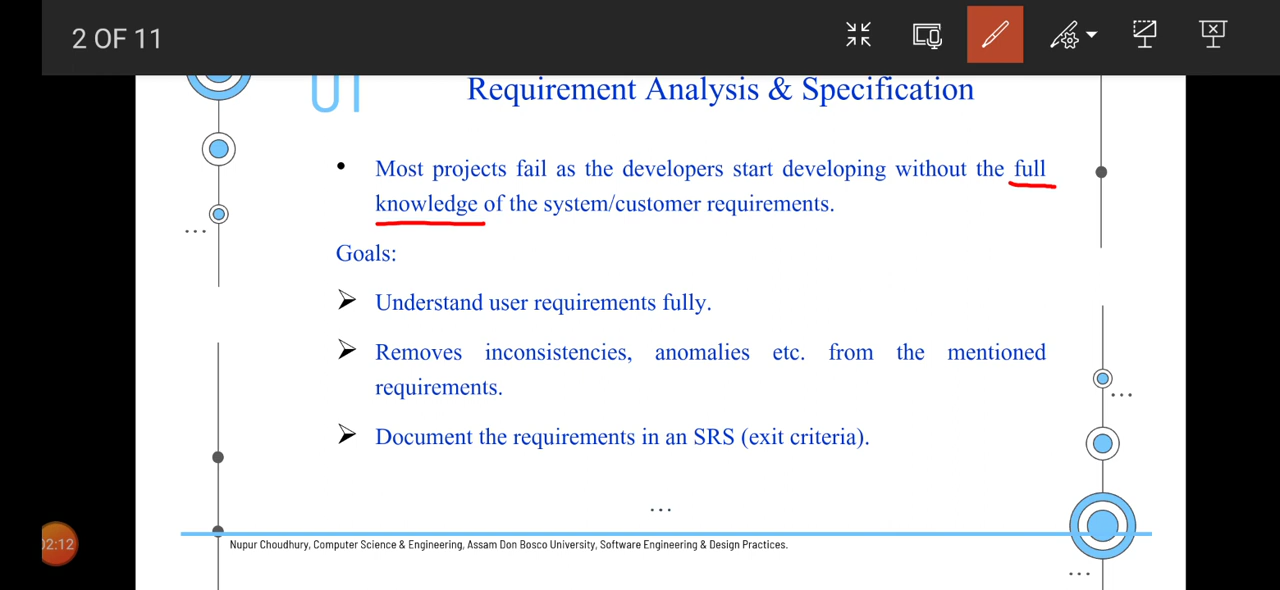 2 OF 11
01
Requirement Analysis & Specification
• Most projects fail as the developers start developing without the full
knowledge of the system/customer requirements.
Goals:
➢ Understand user requirements fully.
➢ Removes inconsistencies, anomalies etc. from the mentioned
requirements.
➢ Document the requirements in an SRS (exit criteria).
Nupur Choudhury, Computer Science & Engineering, Assam Don Bosco University, Software Engineering & Design Practices.
02:12